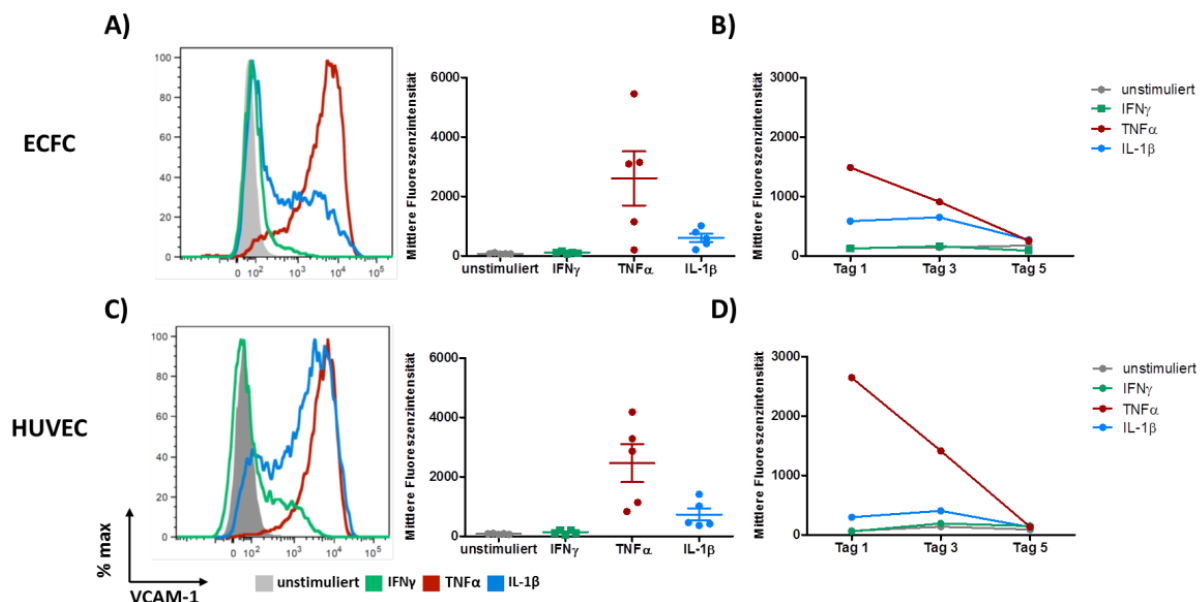 A)
B)
ECFC
100
80
60
40
20
0
0 10² 10³ 10⁴ 10⁵
Mittlere Fluoreszenzintensität
6000
4000
2000
0
unstimuliert IFNγ TNFα IL-1β
Mittlere Fluoreszenzintensität
3000
2000
1000
0
Tag 1 Tag 3 Tag 5
unstimuliert
IFNγ
TNFα
IL-1β
C)
D)
HUVEC
100
80
60
40
20
0
0 10² 10³ 10⁴ 10⁵
% max
VCAM-1
Mittlere Fluoreszenzintensität
6000
4000
2000
0
unstimuliert IFNγ TNFα IL-1β
Mittlere Fluoreszenzintensität
3000
2000
1000
0
Tag 1 Tag 3 Tag 5
unstimuliert
IFNγ
TNFα
IL-1β
unstimuliert IFNγ TNFα IL-1β